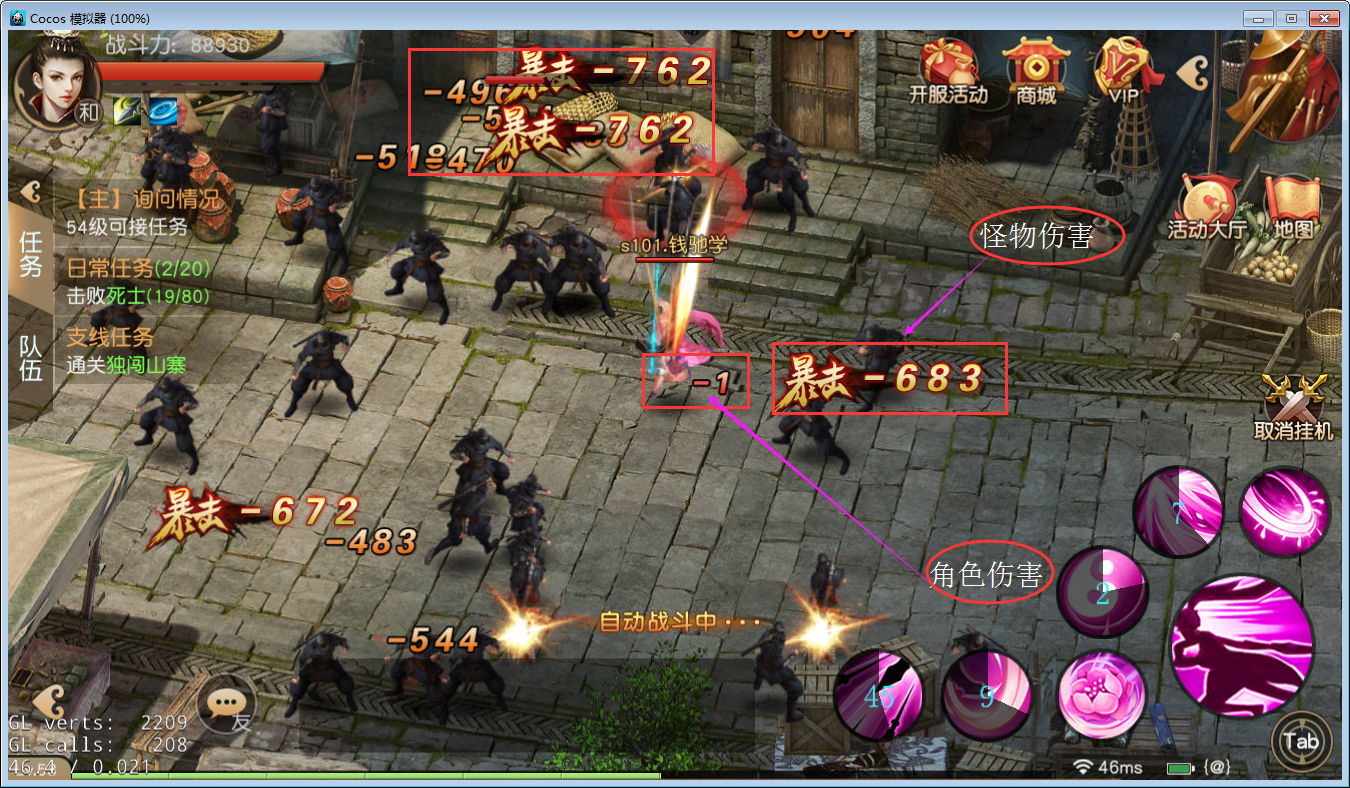 Cocos 模拟器 (100%)
战斗力: 88930
和
暴击-762
-496
暴击-762
-518
开服活动
商城
VIP
【主】询问情况
54级可接任务
任务
日常任务(2/20)
击败死士(19/80)
支线任务
通关独闯山寨
队伍
s101.钱驰学
怪物伤害
活动大厅
地图
-1
暴击-683
取消挂机
暴击-672
-483
角色伤害
7
2
自动战斗中···
-544
45
9
友
GL verts: 2209
GL calls: 208
46.4 / 0.021
Tab
46ms
{@}